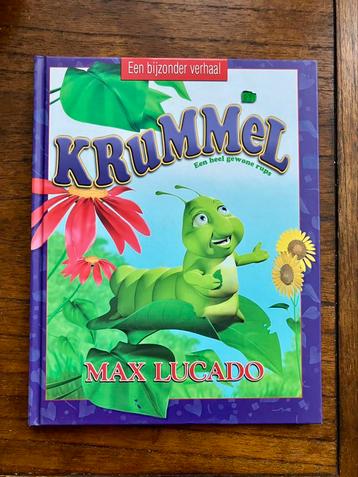 Een bijzonder verhaal
KRuMMeL
Een heel gewone rups
MAX LUCADO